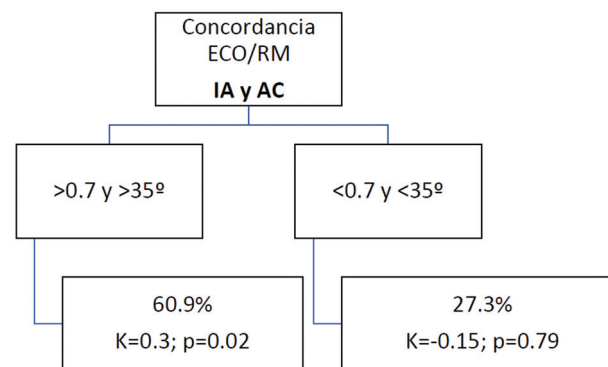 Concordancia
ECO/RM
IA y AC
>0.7 y >35º
<0.7 y <35º
60.9%
K=0.3; p=0.02
27.3%
K=-0.15; p=0.79